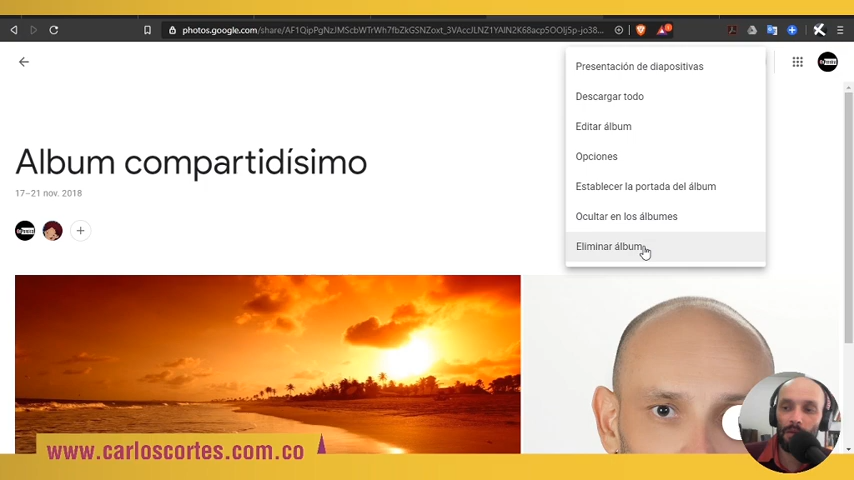 photos.google.com/share/AF1QipPgNzJMScbWTrWh7fbZkGSNZoxt_3VAccJLNZ1YAlN2K68acp5OOlj5p-jo38...
Presentación de diapositivas
Descargar todo
Editar álbum
Opciones
Establecer la portada del álbum
Ocultar en los álbumes
Eliminar álbum
Album compartidísimo
17–21 nov. 2018
www.carloscortes.com.co